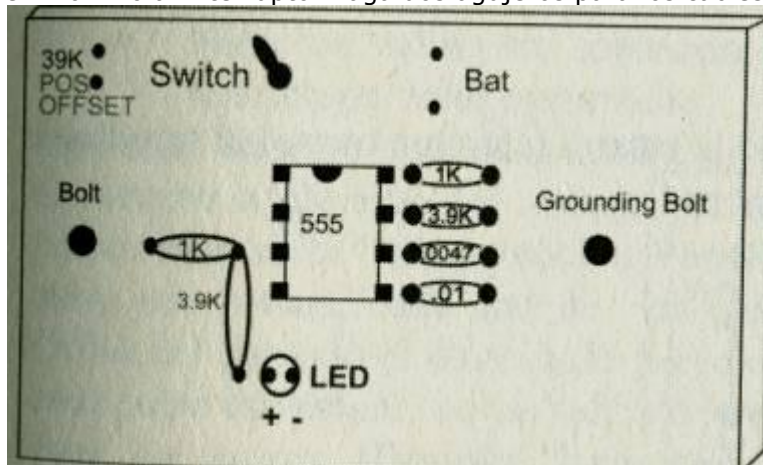 39K
POS
OFFSET
Switch
Bat
Bolt
555
1K
3.9K
.0047
.01
Grounding Bolt
1K
3.9K
LED
+ -